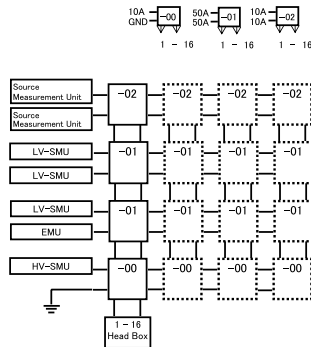 10A
GND
-00
50A
50A
-01
10A
10A
-02
1 - 16
1 - 16
1 - 16
Source
Measurement Unit
Source
Measurement Unit
-02
-02
-02
-02
LV-SMU
LV-SMU
-01
-01
-01
-01
LV-SMU
EMU
-01
-01
-01
-01
HV-SMU
-00
-00
-00
-00
1 - 16
Head Box